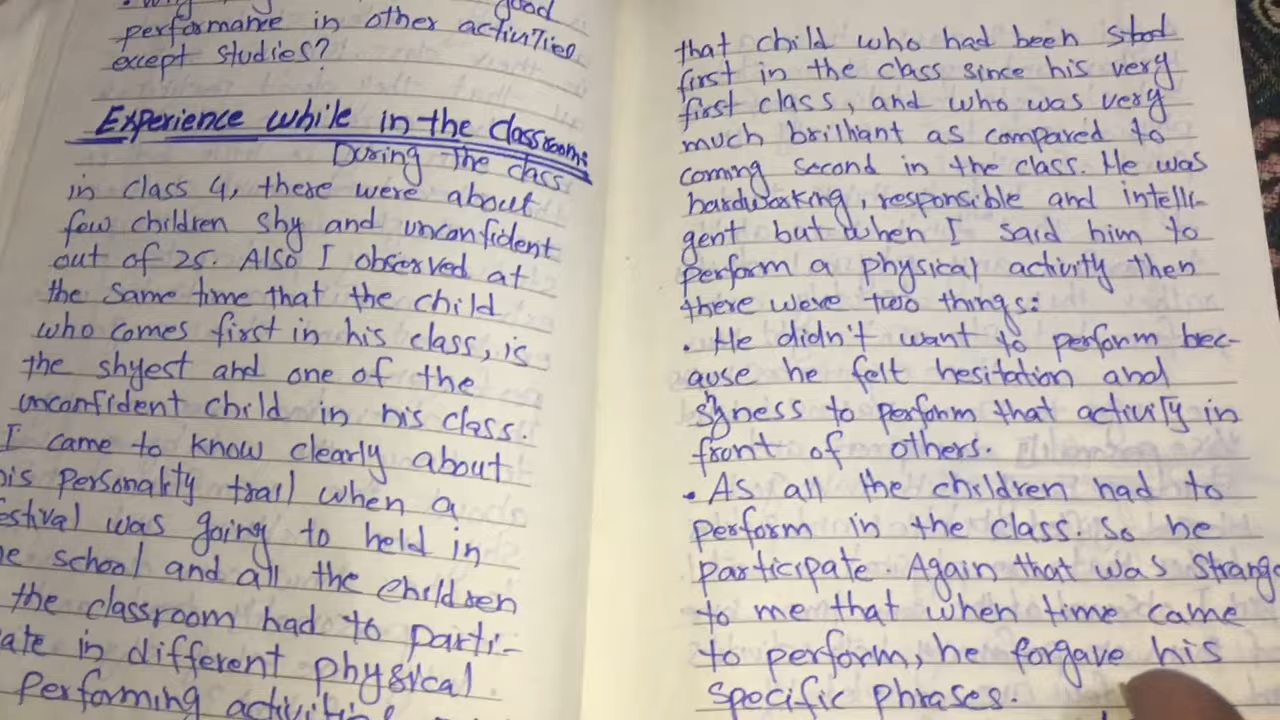 good
performance in other activities
except studies?
Experience while in the classroom:
During the class
in class 4, there were about
few children shy and unconfident
out of 25. Also I observed at
the same time that the child
who comes first in his class, is
the shyest and one of the
unconfident child in his class.
I came to know clearly about
his personality trail when a
estival was going to held in
e school and all the children
the classroom had to parti-
ate in different physical
performing activities
that child who had been stood
first in the class since his very
first class, and who was very
much brilliant as compared to
coming second in the class. He was
hardworking, responsible and intelli-
gent but when I said him to
perform a physical activity then
there were two things:
• He didn't want to perform bec-
ause he felt hesitation and
shyness to perform that activity in
front of others.
• As all the children had to
perform in the class. So he
participate. Again that was strange
to me that when time came
to perform, he forgave his
specific phrases.